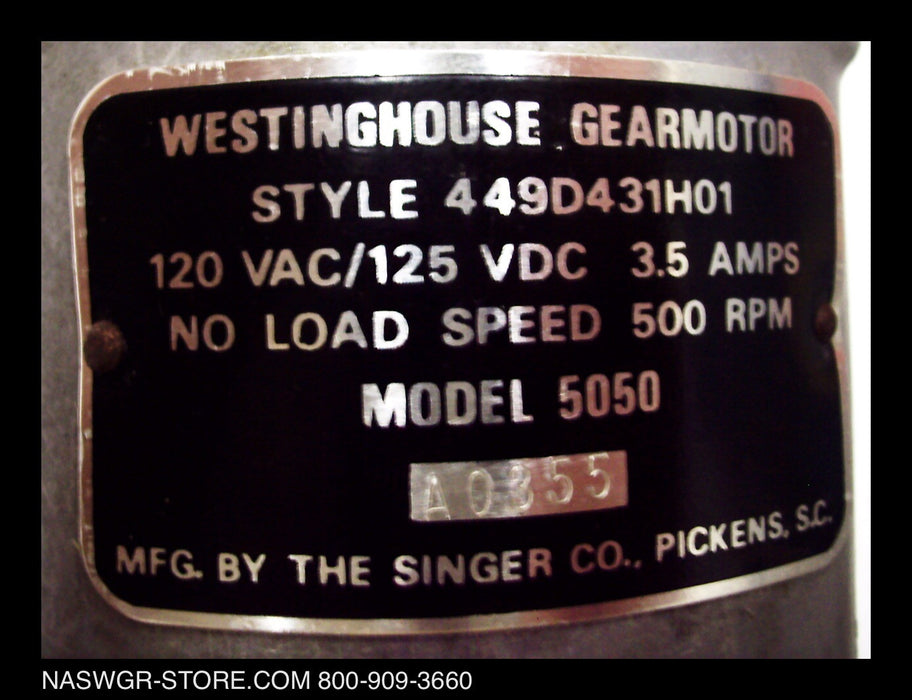 WESTINGHOUSE GEARMOTOR
STYLE 449D431H01
120 VAC/125 VDC 3.5 AMPS
NO LOAD SPEED 500 RPM
MODEL 5050
A0355
MFG. BY THE SINGER CO., PICKENS, S.C.
NASWGR-STORE.COM 800-909-3660